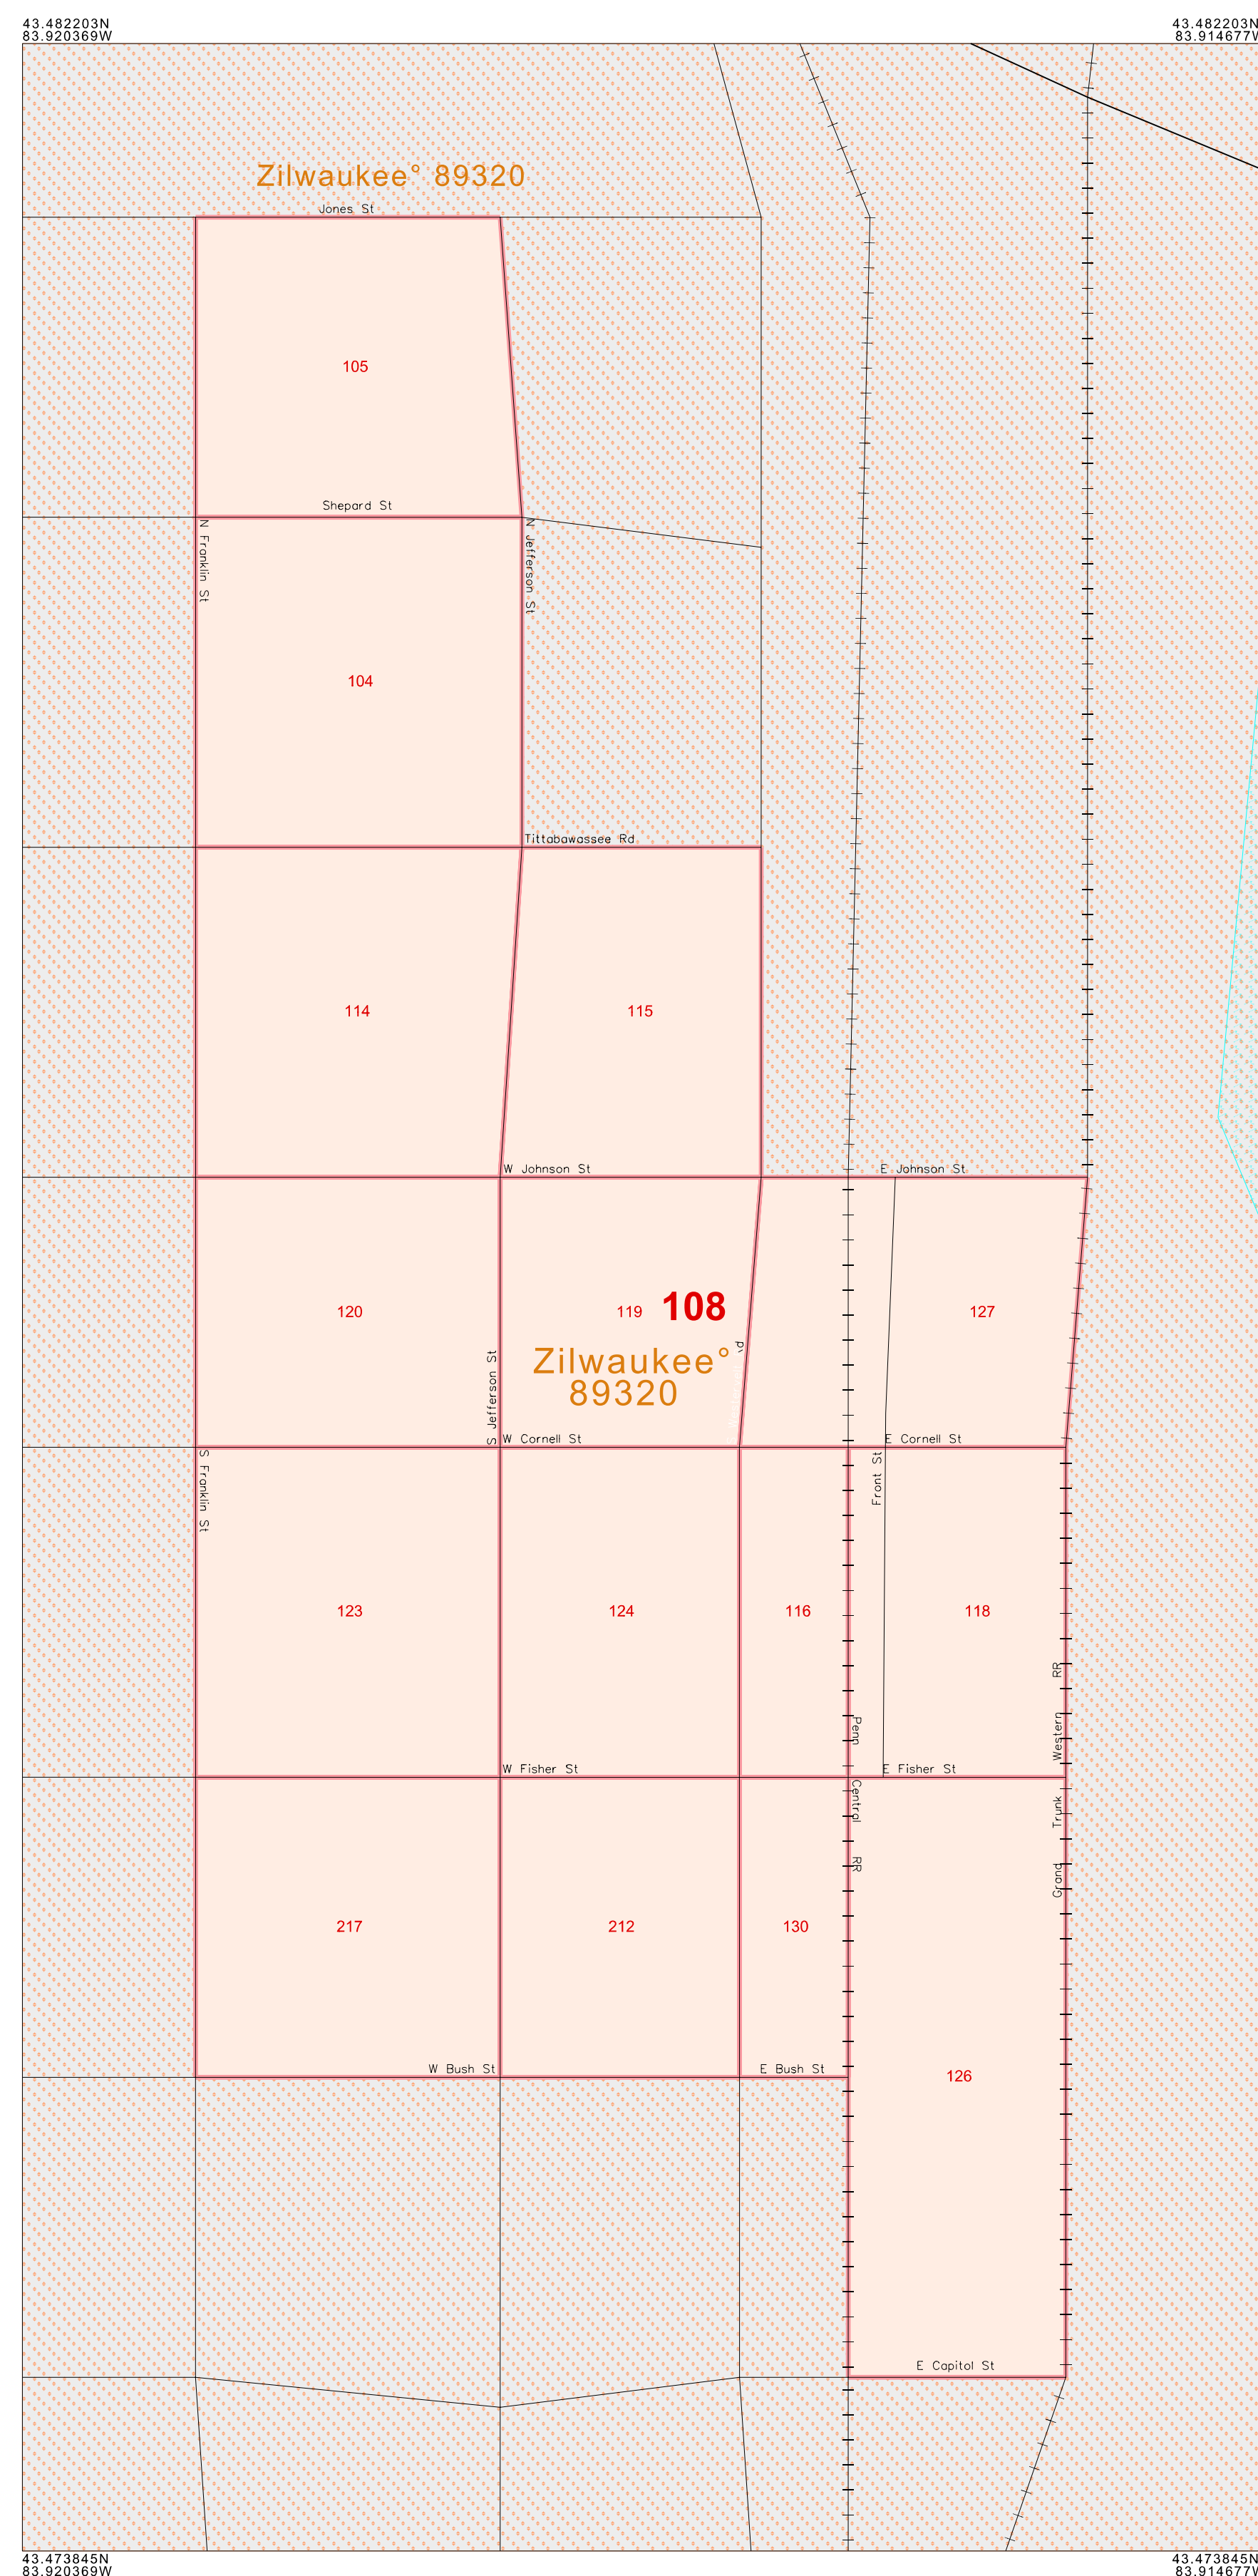 43.482203N
83.920369W
43.482203N
83.914677W
Zilwaukee° 89320
Jones St
105
Shepard St
N Franklin St
N Jefferson St
104
Tittabawassee Rd
114
115
W Johnson St
E Johnson St
120
119
108
127
Zilwaukee°
89320
S Jefferson St
W Cornell St
E Cornell St
S Franklin St
Front St
123
124
116
118
Penn Central RR
Grand Trunk Western RR
W Fisher St
E Fisher St
217
212
130
W Bush St
E Bush St
126
E Capitol St
43.473845N
83.920369W
43.473845N
83.914677W